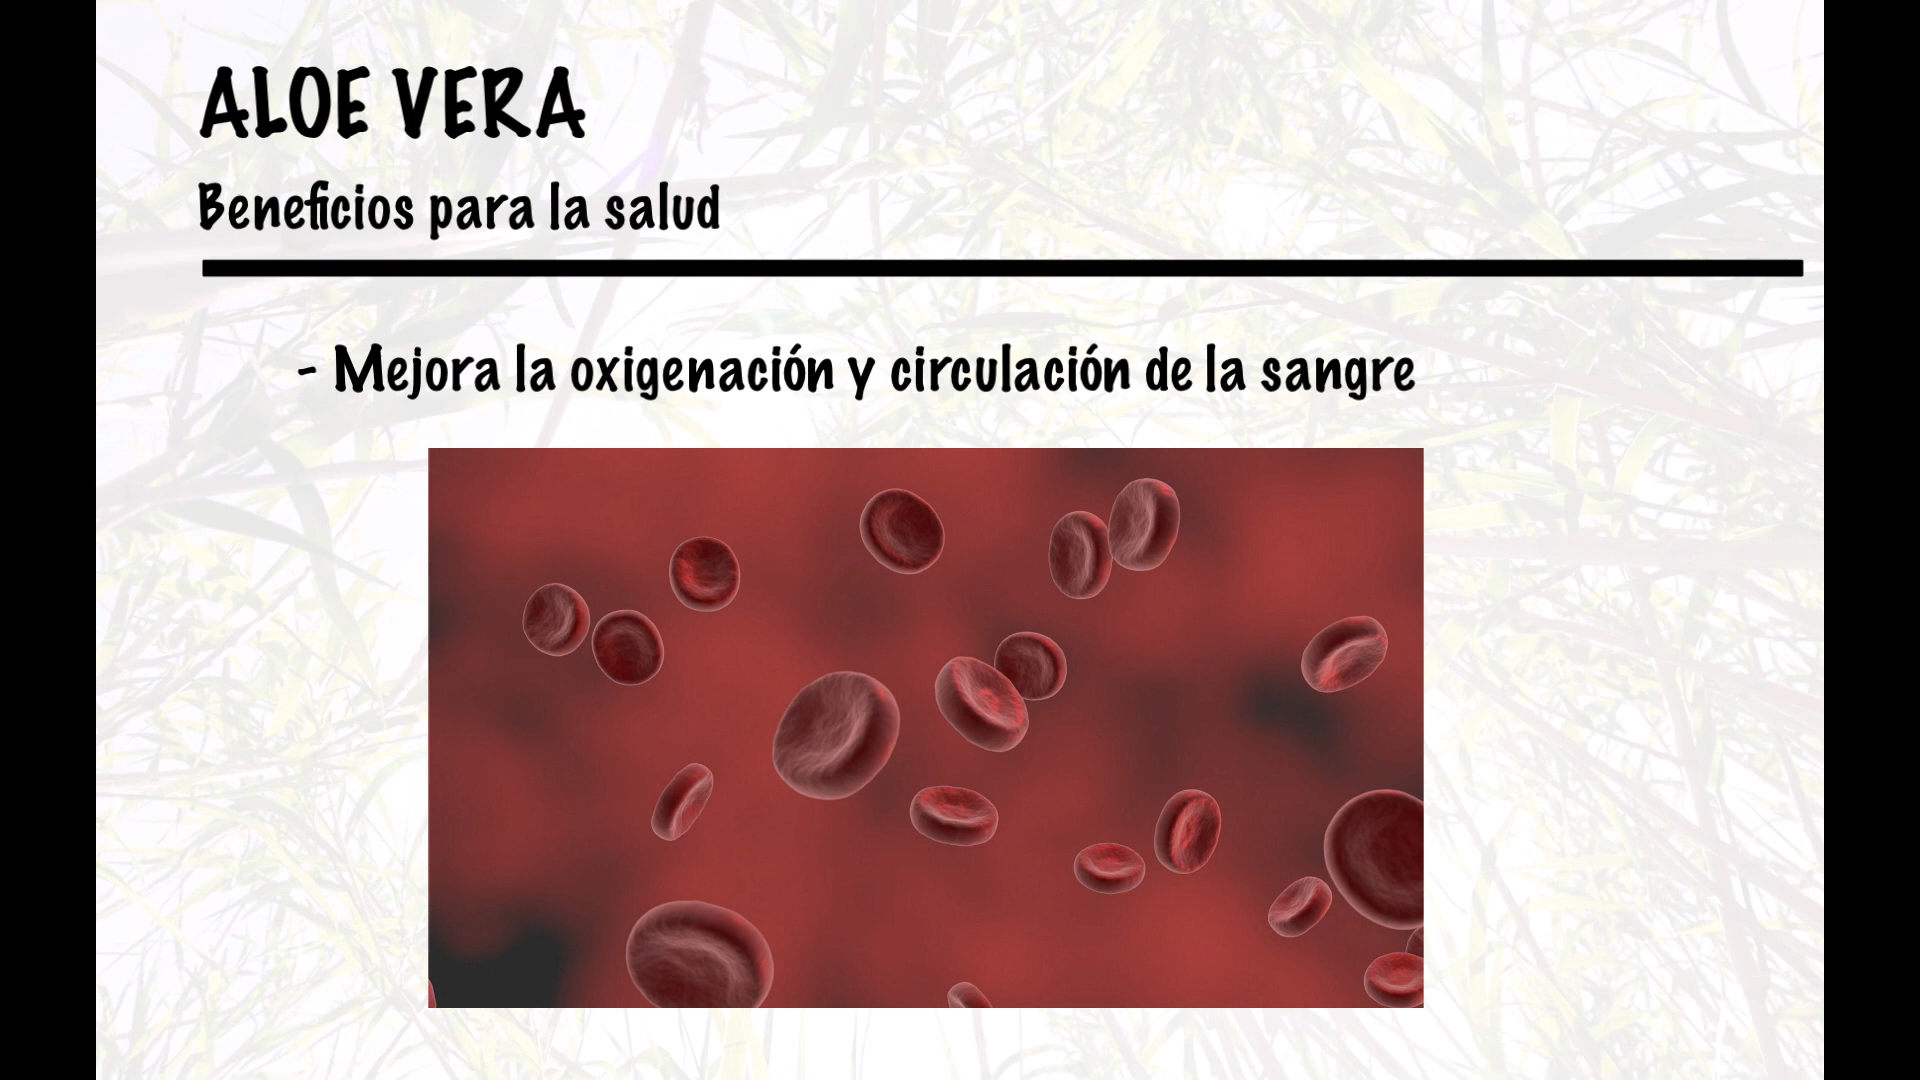 ALOE VERA
Beneficios para la salud
- Mejora la oxigenación y circulación de la sangre